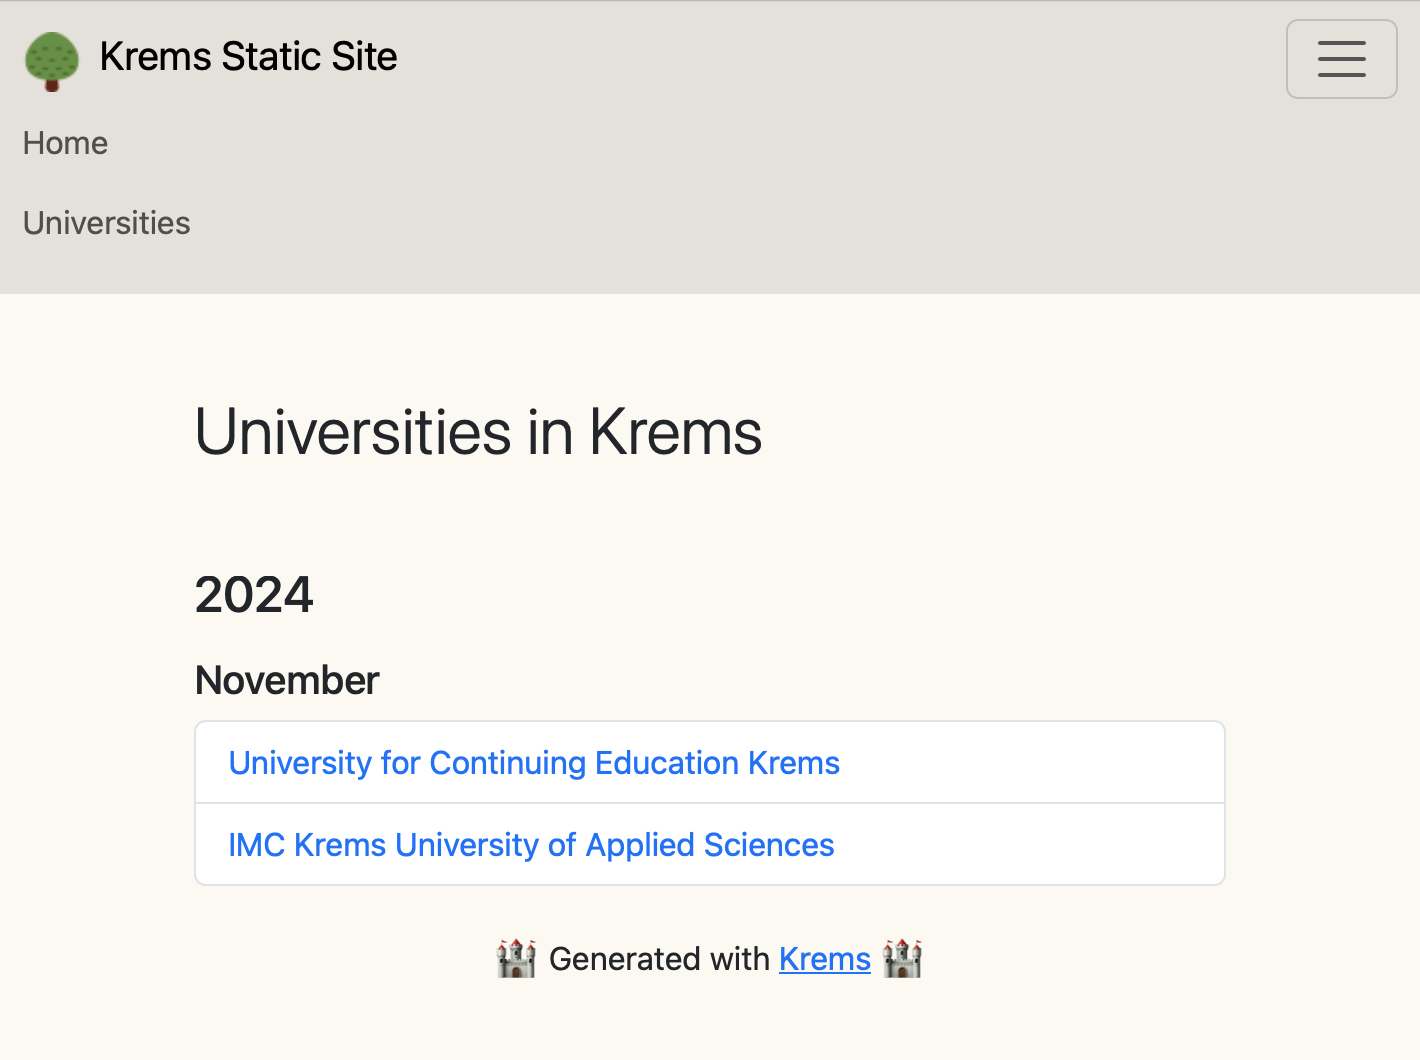 Krems Static Site
Home
Universities
Universities in Krems
2024
November
University for Continuing Education Krems
IMC Krems University of Applied Sciences
🏰 Generated with Krems 🏰